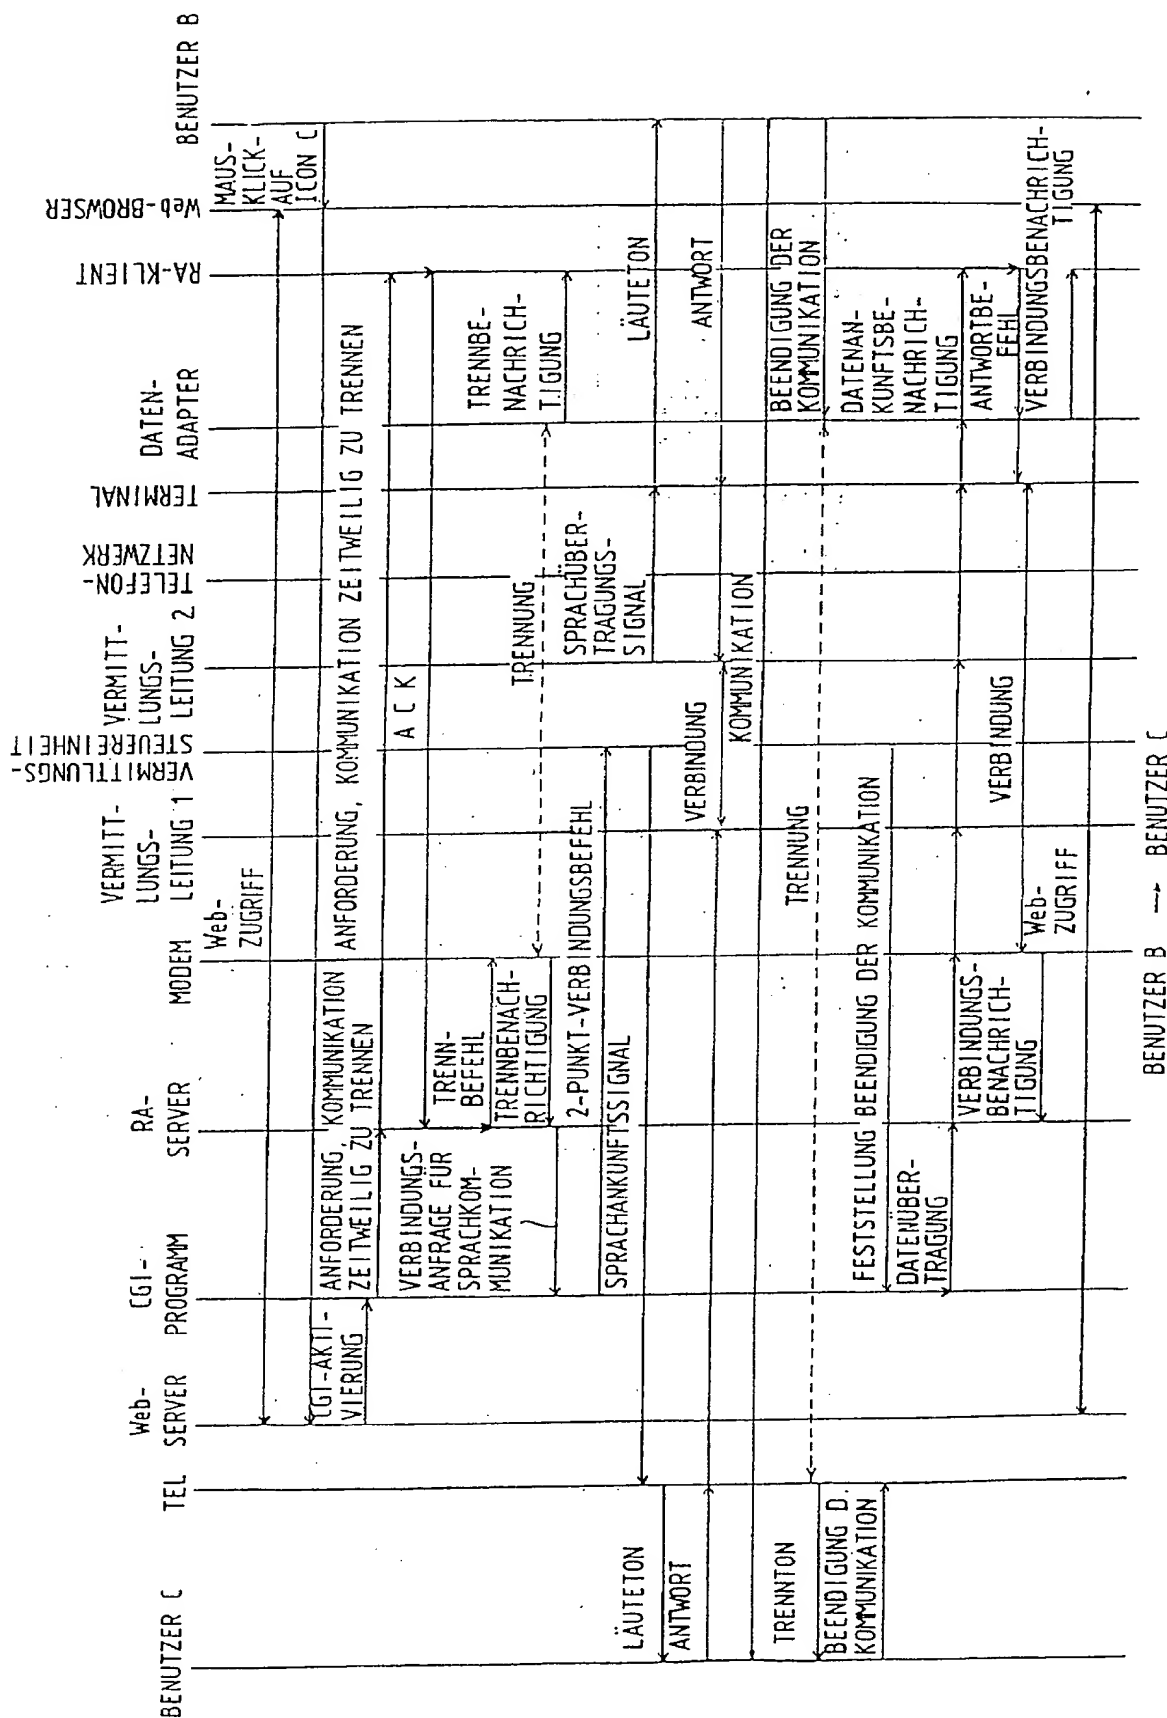 BENUTZER C
TEL
Web-
SERVER
CGI-
PROGRAMM
RA-
SERVER
MODEM
VERMITT-
LUNGS-
LEITUNG 1
VERMITTLUNGS-
STEUEREINHEIT
VERMITT-
LUNGS-
LEITUNG 2
TELEFON-
NETZWERK
TERMINAL
DATEN-
ADAPTER
RA-KLIENT
Web-BROWSER
BENUTZER B
Web-
ZUGRIFF
MAUS-
KLICK-
AUF
ICON C
CGI-AKTI-
VIERUNG
ANFORDERUNG, KOMMUNIKATION
ZEITWEILIG ZU TRENNEN
ANFORDERUNG, KOMMUNIKATION ZEITWEILIG ZU TRENNEN
ACK
TRENN-
BEFEHL
VERBINDUNGS-
ANFRAGE FÜR
SPRACHKOM-
MUNIKATION
TRENNBENACH-
RICHTIGUNG
TRENNUNG
TRENNBE-
NACHRICH-
TIGUNG
2-PUNKT-VERBINDUNGSBEFEHL
SPRACHANKUNFTSSIGNAL
SPRACHÜBER-
TRAGUNGS-
SIGNAL
LÄUTETON
LÄUTETON
ANTWORT
VERBINDUNG
ANTWORT
KOMMUNIKATION
TRENNTON
TRENNUNG
BEENDIGUNG DER
KOMMUNIKATION
BEENDIGUNG D.
KOMMUNIKATION
FESTSTELLUNG BEENDIGUNG DER KOMMUNIKATION
DATENÜBER-
TRAGUNG
DATENAN-
KUNFTSBE-
NACHRICH-
TIGUNG
ANTWORTBE-
FEHL
VERBINDUNGS-
BENACHRICH-
TIGUNG
VERBINDUNG
VERBINDUNGSBENACHRICH-
TIGUNG
Web-
ZUGRIFF
BENUTZER B → BENUTZER C